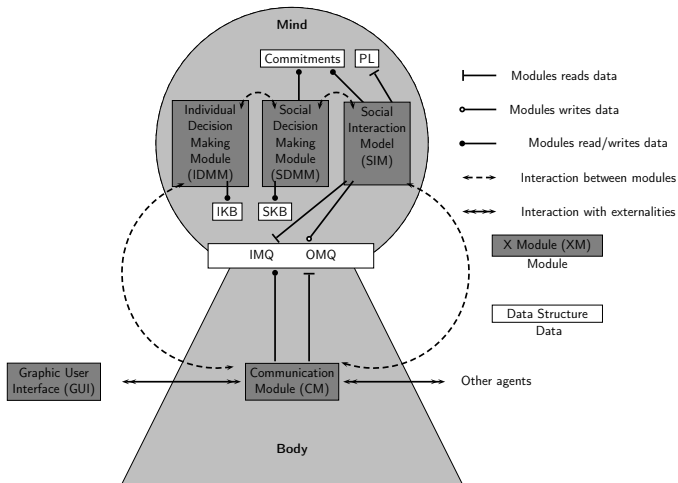 Mind
Commitments
PL
Individual
Decision
Making
Module
(IDMM)
Social
Decision
Making
Module
(SDMM)
Social
Interaction
Model
(SIM)
IKB
SKB
IMQ
OMQ
Graphic User
Interface (GUI)
Communication
Module (CM)
Other agents
Body
Modules reads data
Modules writes data
Modules read/writes data
Interaction between modules
Interaction with externalities
X Module (XM)
Module
Data Structure
Data